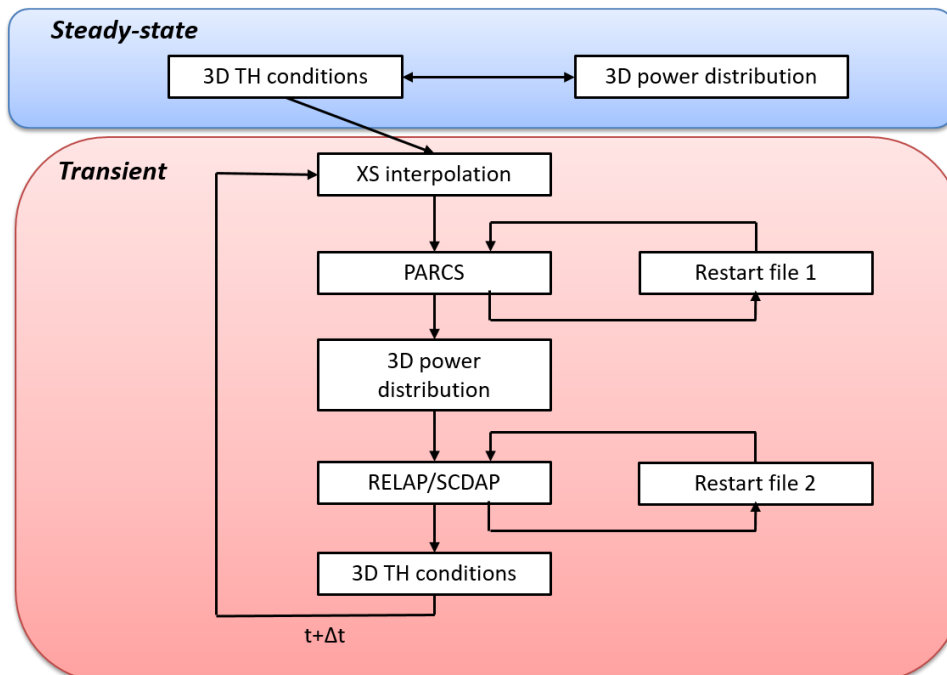 Steady-state
3D TH conditions
3D power distribution
Transient
XS interpolation
PARCS
Restart file 1
3D power
distribution
RELAP/SCDAP
Restart file 2
3D TH conditions
t+Δt